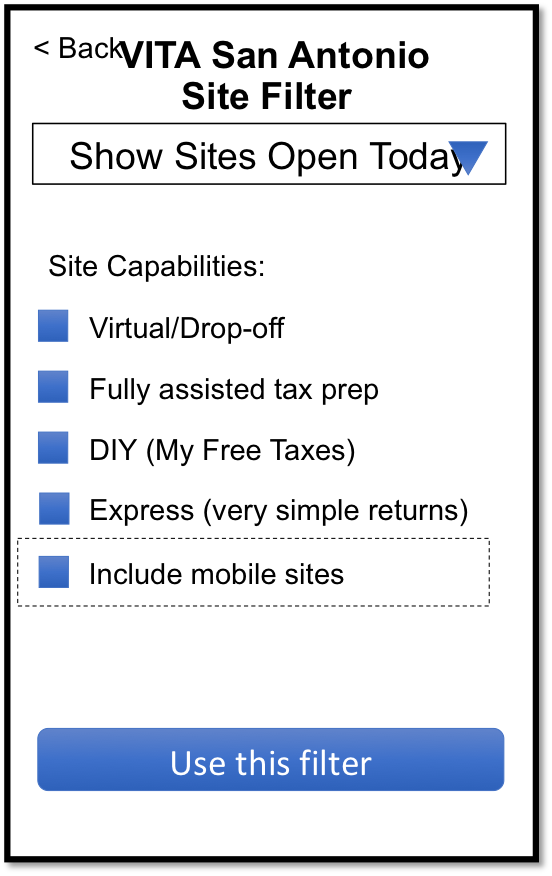 < Back
VITA San Antonio
Site Filter
Show Sites Open Today
Site Capabilities:
Virtual/Drop-off
Fully assisted tax prep
DIY (My Free Taxes)
Express (very simple returns)
Include mobile sites
Use this filter